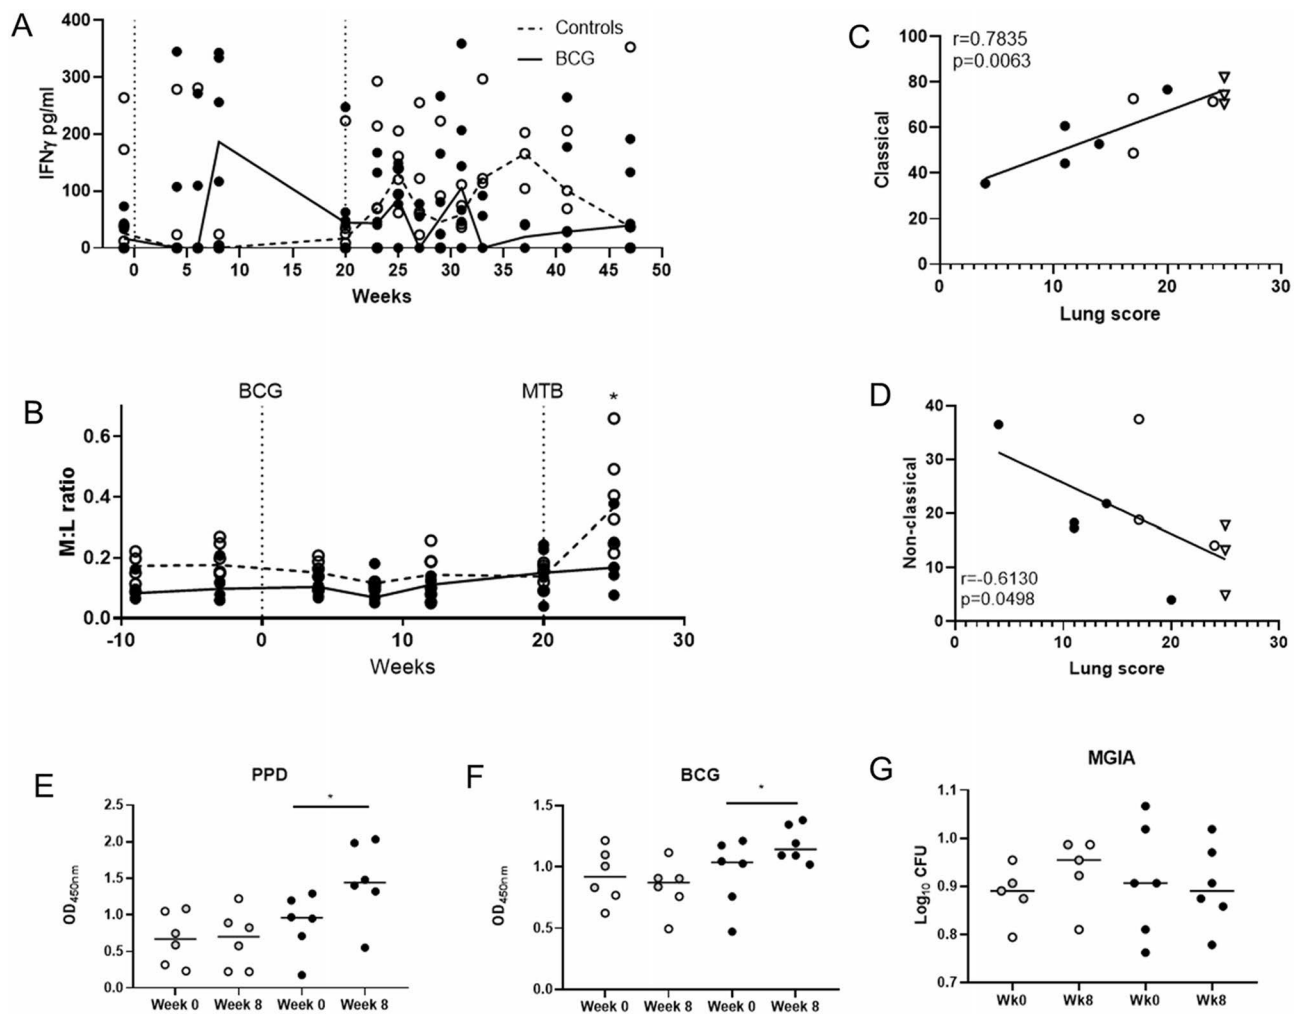 A
400
300
200
100
0
IFNγ pg/ml
Controls
BCG
0 5 10 15 20 25 30 35 40 45 50
Weeks
C
100
80
60
40
20
0
Classical
r=0.7835
p=0.0063
0 10 20 30
Lung score
B
BCG
MTB
*
0.6
0.4
0.2
0.0
M:L ratio
-10 0 10 20 30
Weeks
D
40
30
20
10
0
Non-classical
r=-0.6130
p=0.0498
0 10 20 30
Lung score
E
PPD
*
2.5
2.0
1.5
1.0
0.5
0.0
OD450nm
Week 0 Week 8 Week 0 Week 8
F
BCG
*
1.5
1.0
0.5
0.0
OD450nm
Week 0 Week 8 Week 0 Week 8
G
MGIA
1.1
1.0
0.9
0.8
0.7
Log10 CFU
Wk0 Wk8 Wk0 Wk8